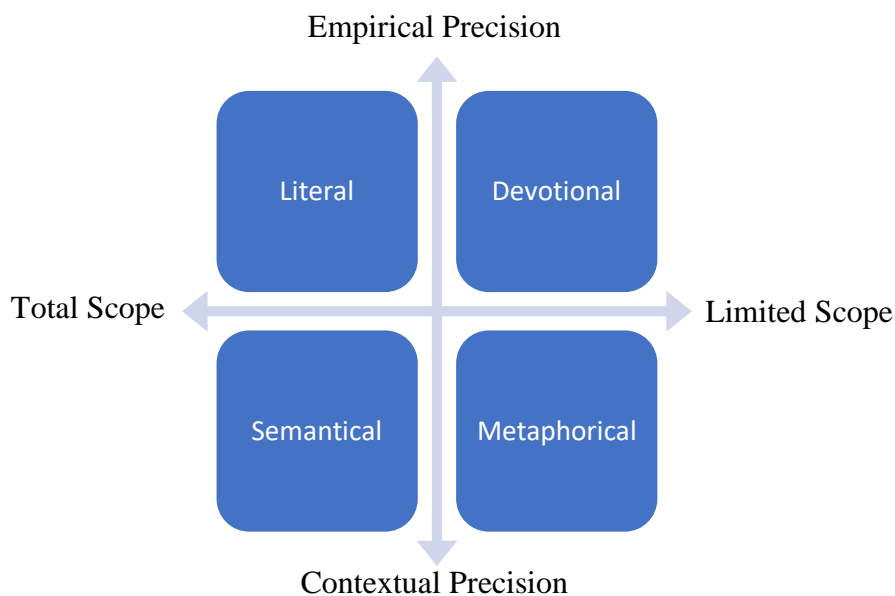 Empirical Precision
Literal
Devotional
Total Scope
Limited Scope
Semantical
Metaphorical
Contextual Precision